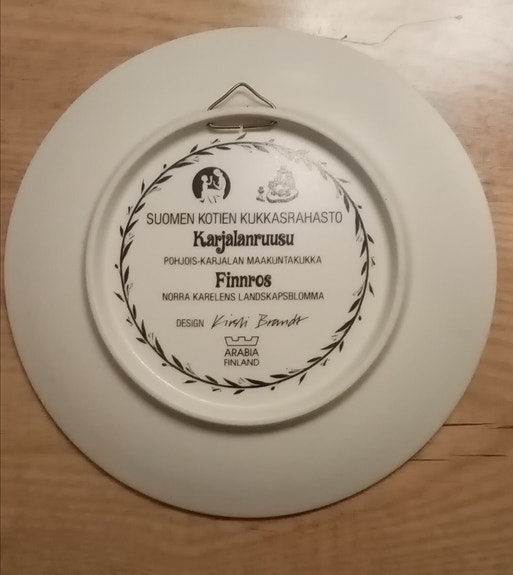 SUOMEN KOTIEN KUKKASRAHASTO
Karjalanruusu
POHJOIS-KARJALAN MAAKUNTAKUKKA
Finnros
NORRA KARELENS LANDSKAPSBLOMMA
DESIGN Kirsti Brandt
ARABIA
FINLAND